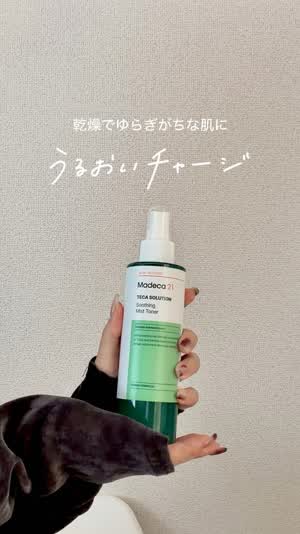 乾燥でゆらぎがちな肌に
うるおいチャージ
Madeca 21
TECA SOLUTION
Soothing
Mist Toner